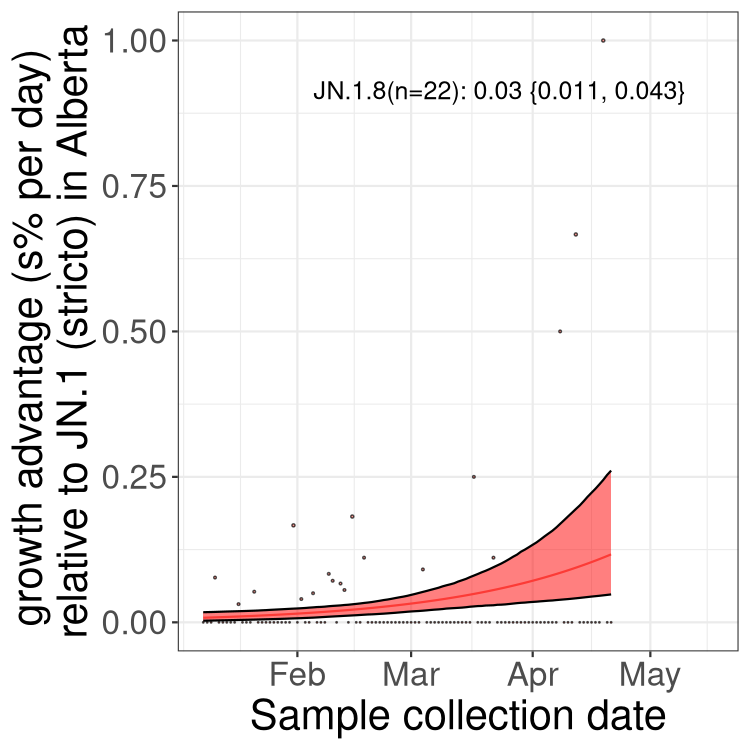 growth advantage (s% per day)
relative to JN.1 (stricto) in Alberta
1.00
0.75
0.50
0.25
0.00
JN.1.8(n=22): 0.03 {0.011, 0.043}
Feb Mar Apr May
Sample collection date